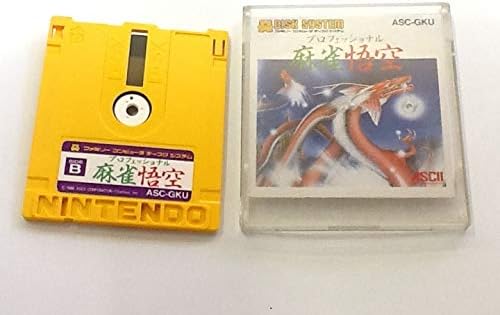 ファミリー コンピュータ ディスク システム
SIDE B
プロフェッショナル
麻雀悟空
ASC-GKU
NINTENDO
DISK SYSTEM
ASC-GKU
プロフェッショナル
麻雀悟空
ASCII